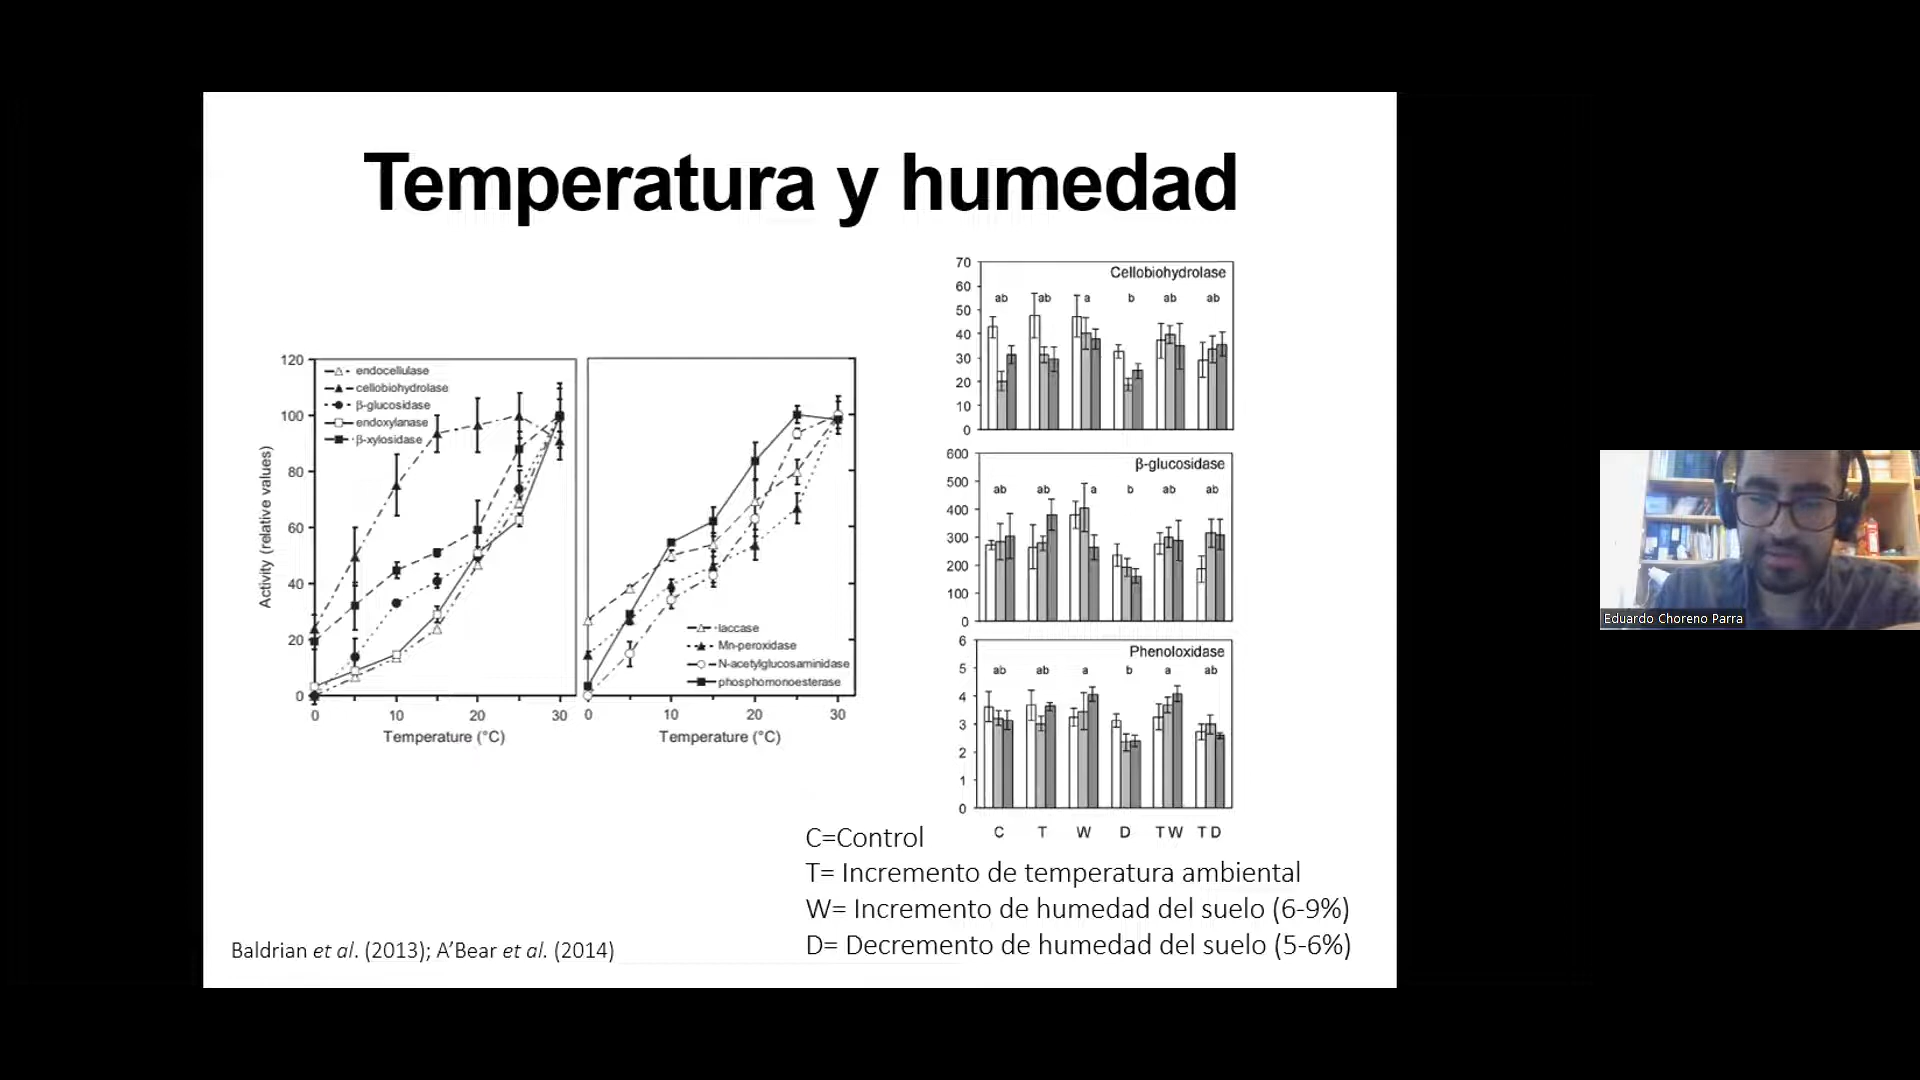 Temperatura y humedad
120
100
80
60
40
20
0
Activity (relative values)
endocellulase
cellobiohydrolase
β-glucosidase
endoxylanase
β-xylosidase
0 10 20 30
Temperature (°C)
laccase
Mn-peroxidase
N-acetylglucosaminidase
phosphomonoesterase
0 10 20 30
Temperature (°C)
70
60
50
40
30
20
10
0
Cellobiohydrolase
ab ab a b ab ab
600
500
400
300
200
100
0
β-glucosidase
ab ab a b ab ab
6
5
4
3
2
1
0
Phenoloxidase
ab ab a b a ab
C T W D T W T D
C=Control
T= Incremento de temperatura ambiental
W= Incremento de humedad del suelo (6-9%)
D= Decremento de humedad del suelo (5-6%)
Baldrian et al. (2013); A’Bear et al. (2014)
Eduardo Choreno Parra